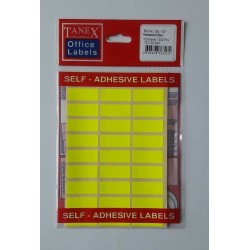 TANEX
Office
Labels
SELF - ADHESIVE LABELS
SELF - ADHESIVE LABELS